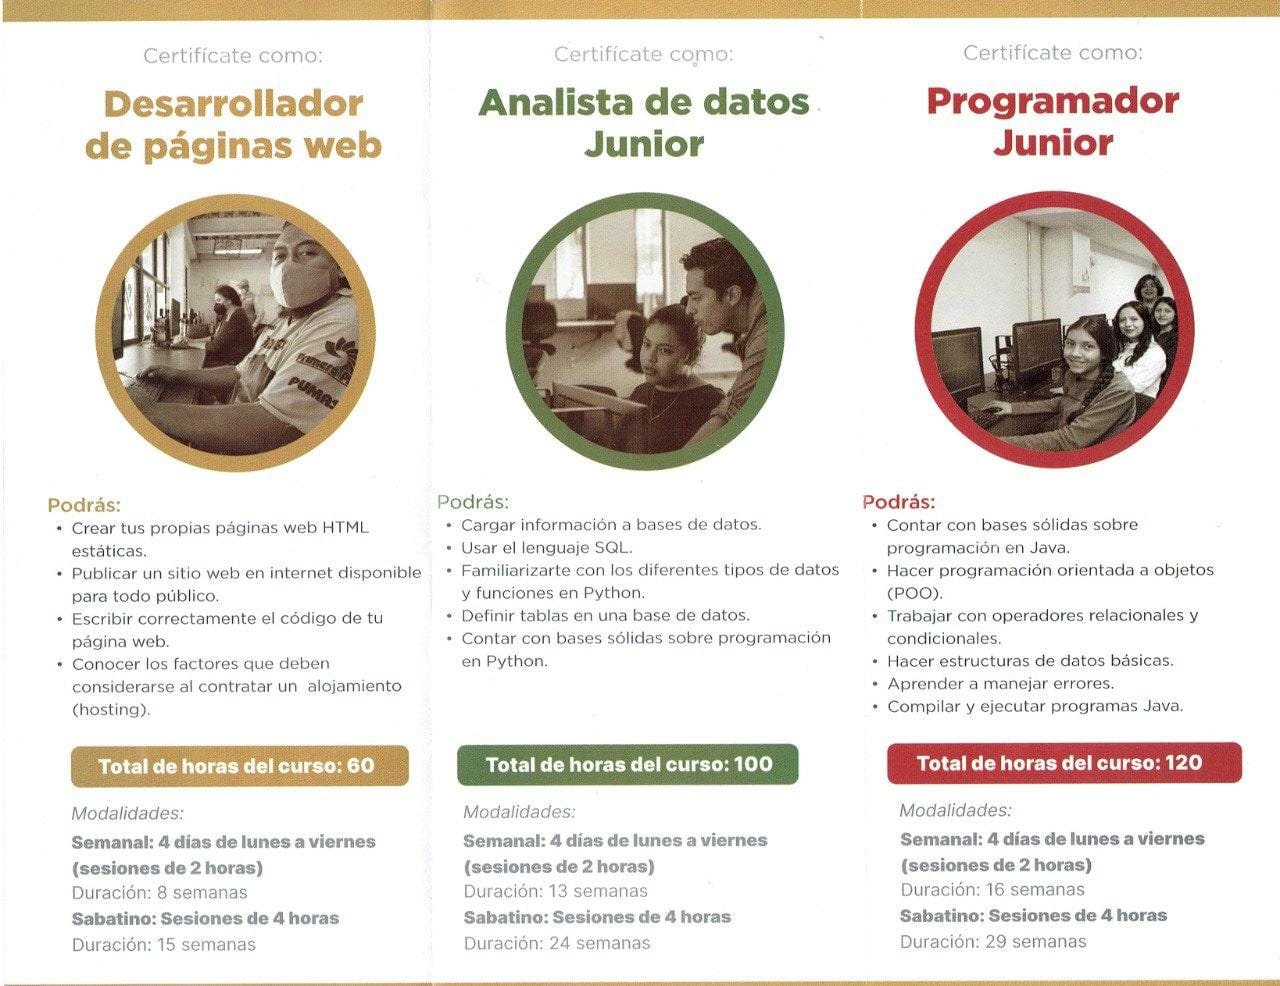 Certifícate como:
Desarrollador
de páginas web
Podrás:
• Crear tus propias páginas web HTML
estáticas.
• Publicar un sitio web en internet disponible
para todo público.
• Escribir correctamente el código de tu
página web.
• Conocer los factores que deben
considerarse al contratar un alojamiento
(hosting).
Total de horas del curso: 60
Modalidades:
Semanal: 4 días de lunes a viernes
(sesiones de 2 horas)
Duración: 8 semanas
Sabatino: Sesiones de 4 horas
Duración: 15 semanas
Certifícate como:
Analista de datos
Junior
Podrás:
• Cargar información a bases de datos.
• Usar el lenguaje SQL.
• Familiarizarte con los diferentes tipos de datos
y funciones en Python.
• Definir tablas en una base de datos.
• Contar con bases sólidas sobre programación
en Python.
Total de horas del curso: 100
Modalidades:
Semanal: 4 días de lunes a viernes
(sesiones de 2 horas)
Duración: 13 semanas
Sabatino: Sesiones de 4 horas
Duración: 24 semanas
Certifícate como:
Programador
Junior
Podrás:
• Contar con bases sólidas sobre
programación en Java.
• Hacer programación orientada a objetos
(POO).
• Trabajar con operadores relacionales y
condicionales.
• Hacer estructuras de datos básicas.
• Aprender a manejar errores.
• Compilar y ejecutar programas Java.
Total de horas del curso: 120
Modalidades:
Semanal: 4 días de lunes a viernes
(sesiones de 2 horas)
Duración: 16 semanas
Sabatino: Sesiones de 4 horas
Duración: 29 semanas